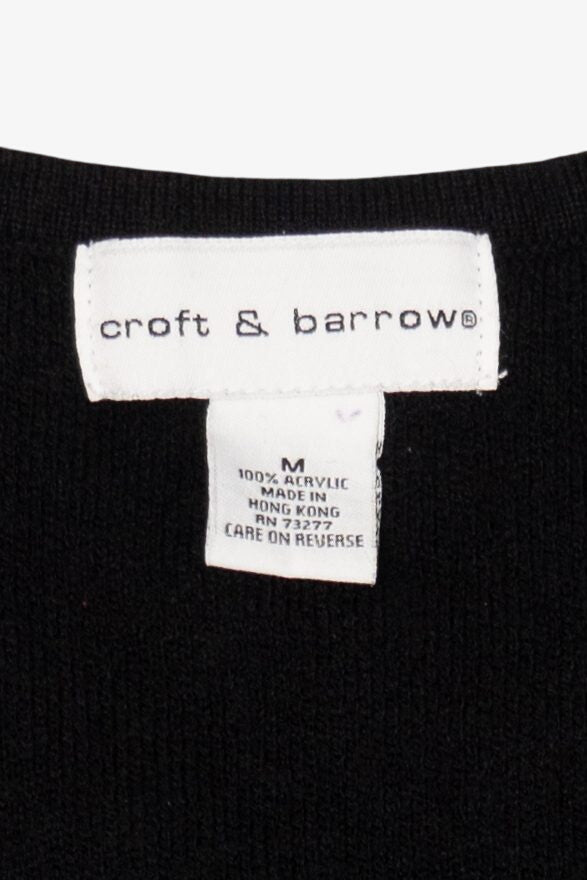 croft & barrow®
M
100% ACRYLIC
MADE IN
HONG KONG
RN 73277
CARE ON REVERSE